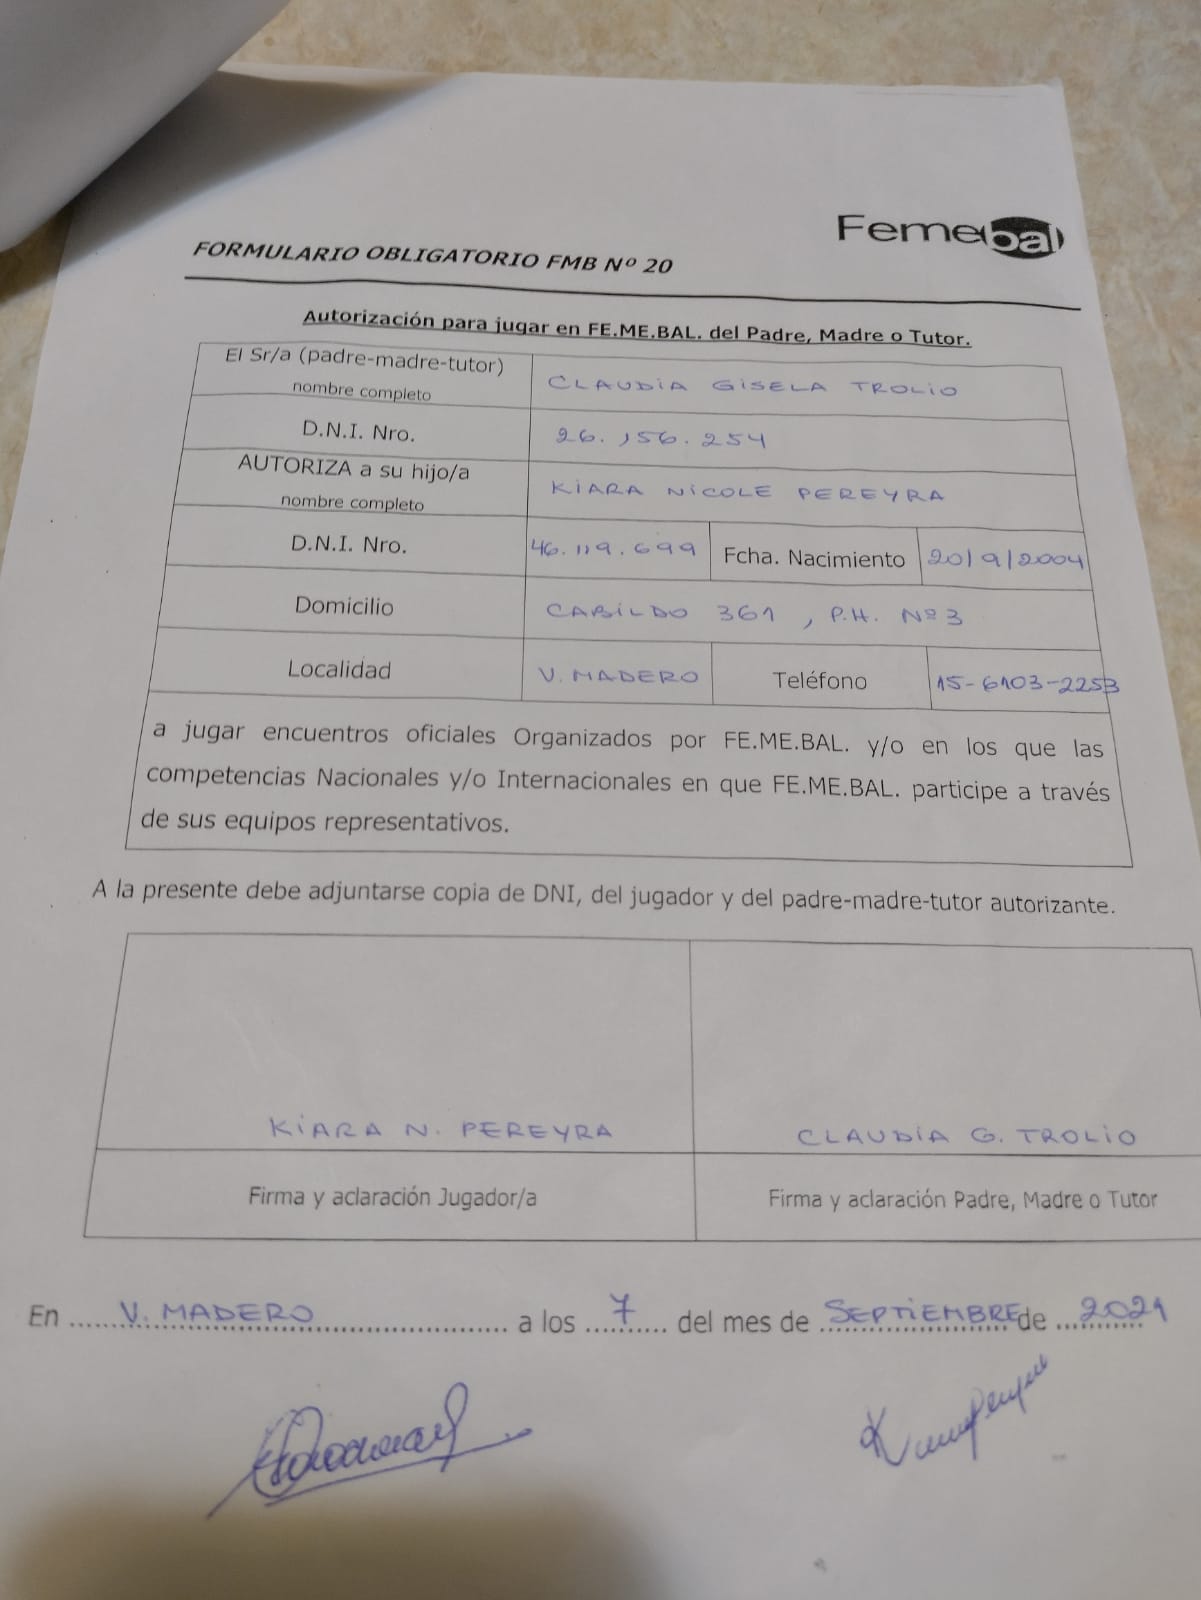 Femebal
FORMULARIO OBLIGATORIO FMB Nº 20
Autorización para jugar en FE.ME.BAL. del Padre, Madre o Tutor.
El Sr/a (padre-madre-tutor) CLAUDIA GISELA TROLIO
nombre completo
D.N.I. Nro. 26.156.254
AUTORIZA a su hijo/a KIARA NICOLE PEREYRA
nombre completo
D.N.I. Nro. 46.119.699 Fcha. Nacimiento 20/9/2004
Domicilio CABILDO 361, P.H. Nº3
Localidad V. MADERO Teléfono 15-6103-2253
a jugar encuentros oficiales Organizados por FE.ME.BAL. y/o en los que las
competencias Nacionales y/o Internacionales en que FE.ME.BAL. participe a través
de sus equipos representativos.
A la presente debe adjuntarse copia de DNI, del jugador y del padre-madre-tutor autorizante.
KIARA N. PEREYRA CLAUDIA G. TROLIO
Firma y aclaración Jugador/a Firma y aclaración Padre, Madre o Tutor
En ..... V. MADERO ..... a los ... 7 ... del mes de SEPTIEMBRE de ... 2021